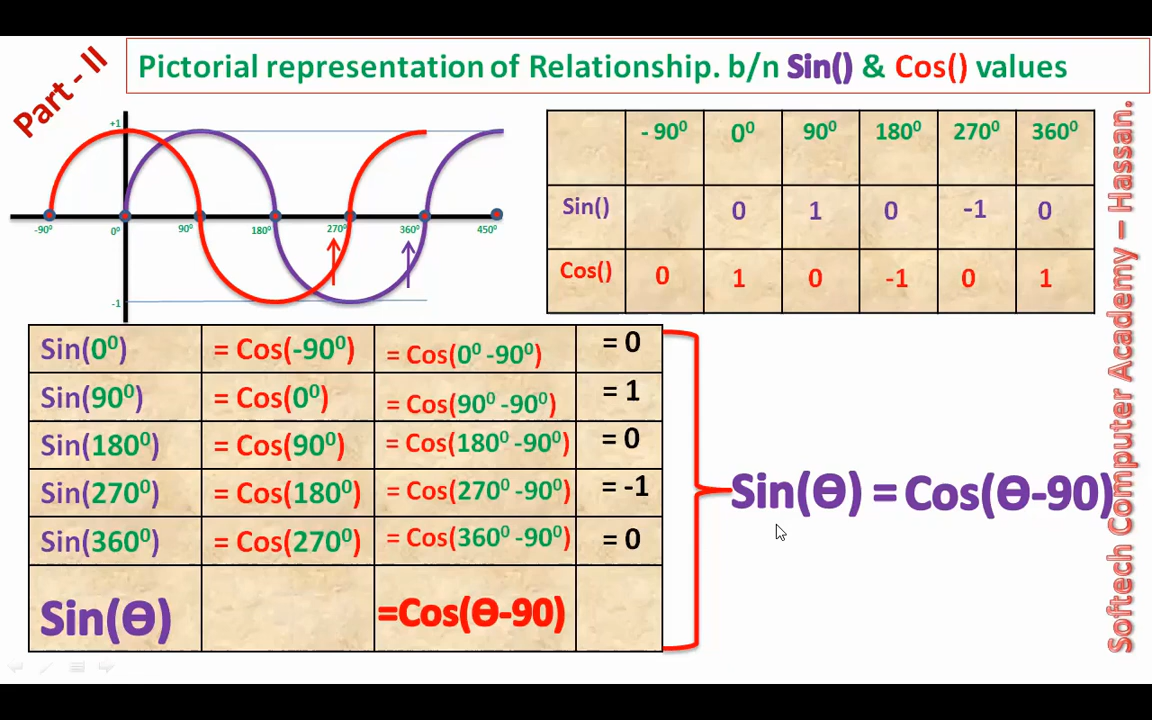 Part - II
Pictorial representation of Relationship. b/n Sin() & Cos() values
+1
-90⁰ 0⁰ 90⁰ 180⁰ 270⁰ 360⁰ 450⁰
-1
- 90⁰ 0⁰ 90⁰ 180⁰ 270⁰ 360⁰
Sin() 0 1 0 -1 0
Cos() 0 1 0 -1 0 1
Sin(0⁰) = Cos(-90⁰) = Cos(0⁰ -90⁰) = 0
Sin(90⁰) = Cos(0⁰) = Cos(90⁰ -90⁰) = 1
Sin(180⁰) = Cos(90⁰) = Cos(180⁰ -90⁰) = 0
Sin(270⁰) = Cos(180⁰) = Cos(270⁰ -90⁰) = -1
Sin(360⁰) = Cos(270⁰) = Cos(360⁰ -90⁰) = 0
Sin(Ɵ) =Cos(Ɵ-90)
Sin(Ɵ) = Cos(Ɵ-90)
Softech Computer Academy – Hassan.